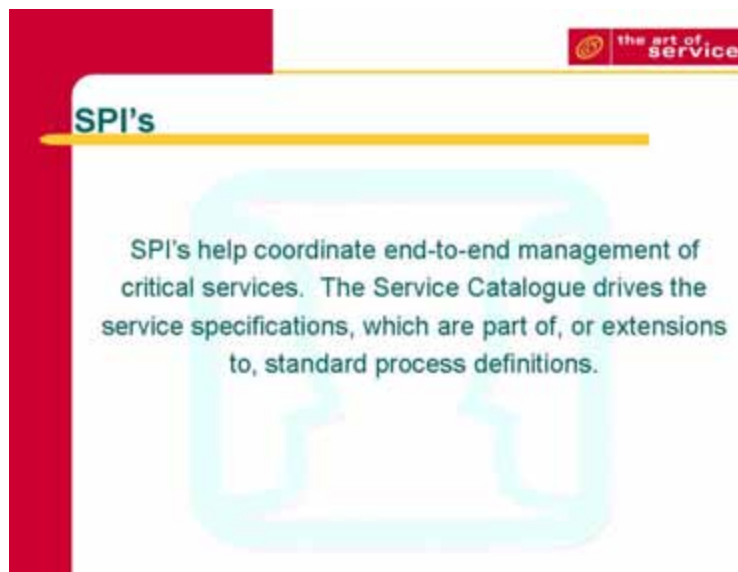 the art of
service
SPI's
SPI's help coordinate end-to-end management of
critical services.  The Service Catalogue drives the
service specifications, which are part of, or extensions
to, standard process definitions.